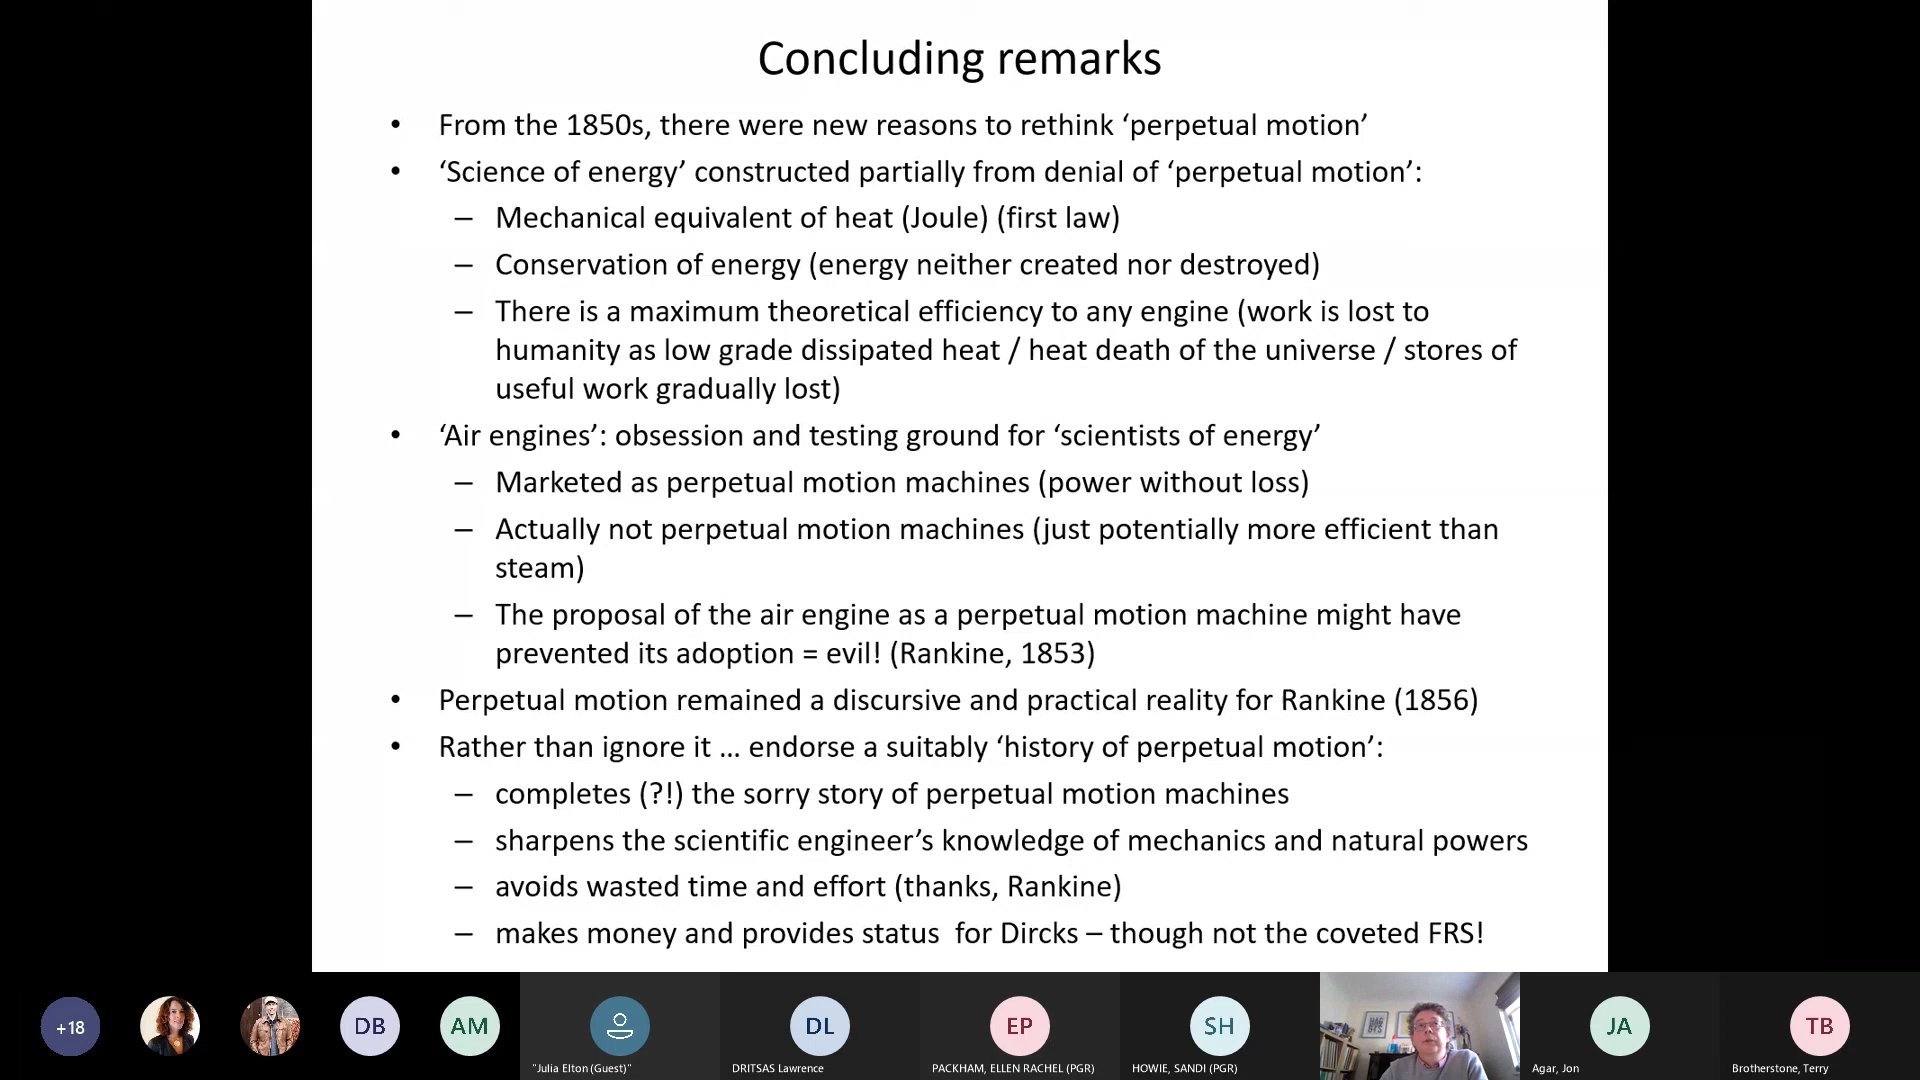 Concluding remarks
• From the 1850s, there were new reasons to rethink ‘perpetual motion’
• ‘Science of energy’ constructed partially from denial of ‘perpetual motion’:
– Mechanical equivalent of heat (Joule) (first law)
– Conservation of energy (energy neither created nor destroyed)
– There is a maximum theoretical efficiency to any engine (work is lost to
humanity as low grade dissipated heat / heat death of the universe / stores of
useful work gradually lost)
• ‘Air engines’: obsession and testing ground for ‘scientists of energy’
– Marketed as perpetual motion machines (power without loss)
– Actually not perpetual motion machines (just potentially more efficient than
steam)
– The proposal of the air engine as a perpetual motion machine might have
prevented its adoption = evil! (Rankine, 1853)
• Perpetual motion remained a discursive and practical reality for Rankine (1856)
• Rather than ignore it ... endorse a suitably ‘history of perpetual motion’:
– completes (?!) the sorry story of perpetual motion machines
– sharpens the scientific engineer’s knowledge of mechanics and natural powers
– avoids wasted time and effort (thanks, Rankine)
– makes money and provides status  for Dircks – though not the coveted FRS!
+18
DB
AM
"Julia Elton (Guest)"
DL
DRITSAS Lawrence
EP
PACKHAM, ELLEN RACHEL (PGR)
SH
HOWIE, SANDI (PGR)
JA
Agar, Jon
TB
Brotherstone, Terry